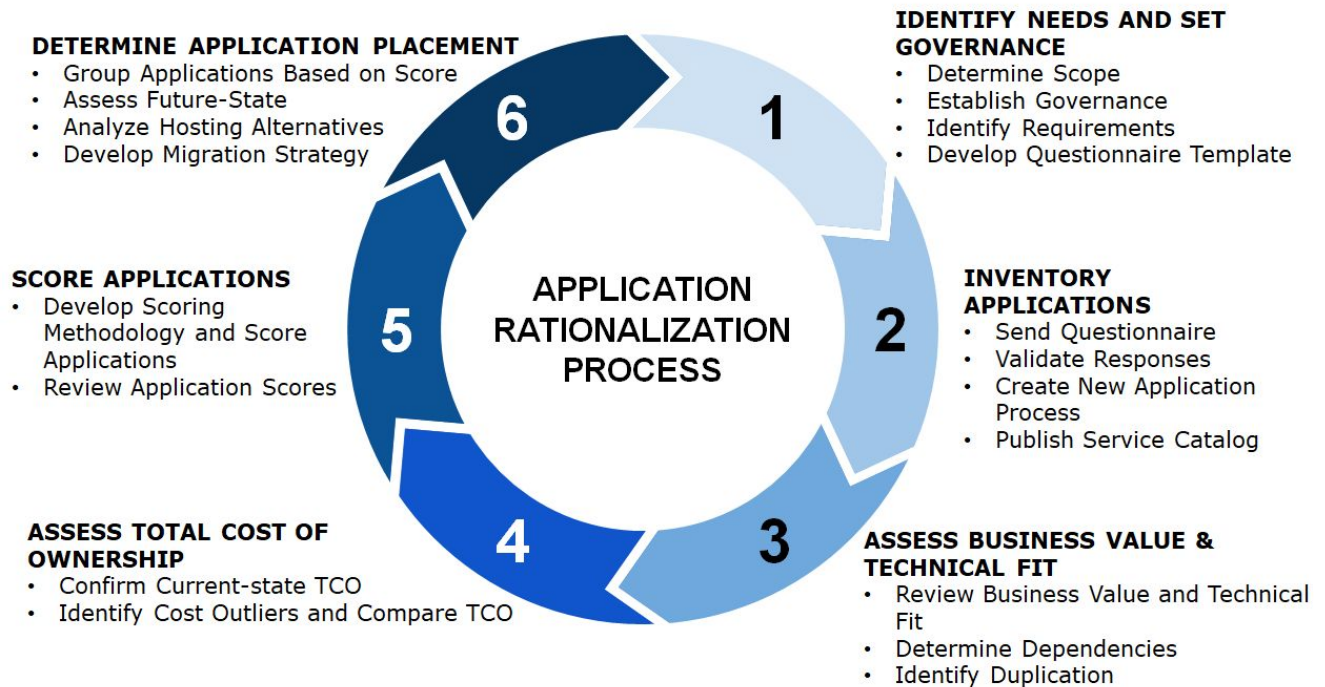 IDENTIFY NEEDS AND SET
GOVERNANCE
• Determine Scope
• Establish Governance
• Identify Requirements
• Develop Questionnaire Template
1
INVENTORY
APPLICATIONS
• Send Questionnaire
• Validate Responses
• Create New Application
Process
• Publish Service Catalog
2
ASSESS BUSINESS VALUE &
TECHNICAL FIT
• Review Business Value and Technical
Fit
• Determine Dependencies
• Identify Duplication
3
ASSESS TOTAL COST OF
OWNERSHIP
• Confirm Current-state TCO
• Identify Cost Outliers and Compare TCO
4
SCORE APPLICATIONS
• Develop Scoring
Methodology and Score
Applications
• Review Application Scores
5
DETERMINE APPLICATION PLACEMENT
• Group Applications Based on Score
• Assess Future-State
• Analyze Hosting Alternatives
• Develop Migration Strategy
6
APPLICATION
RATIONALIZATION
PROCESS